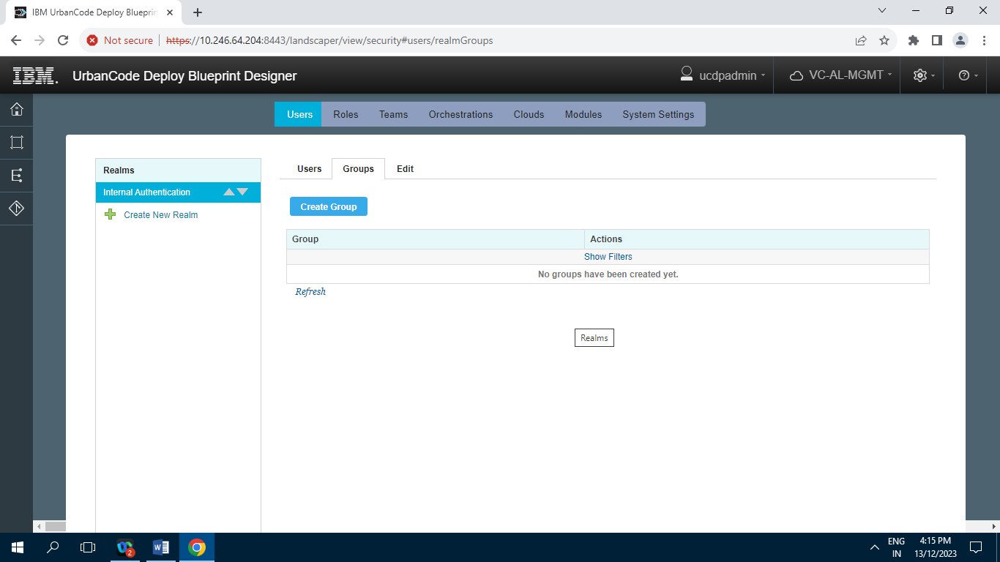 IBM UrbanCode Deploy Blueprin
Not secure
https://10.246.64.204:8443/landscaper/view/security#users/realmGroups
IBM.
UrbanCode Deploy Blueprint Designer
ucdpadmin
VC-AL-MGMT
Users
Roles
Teams
Orchestrations
Clouds
Modules
System Settings
Realms
Internal Authentication
Create New Realm
Users
Groups
Edit
Create Group
Group
Actions
Show Filters
No groups have been created yet.
Refresh
Realms
W
2
ENG
IN
4:15 PM
13/12/2023